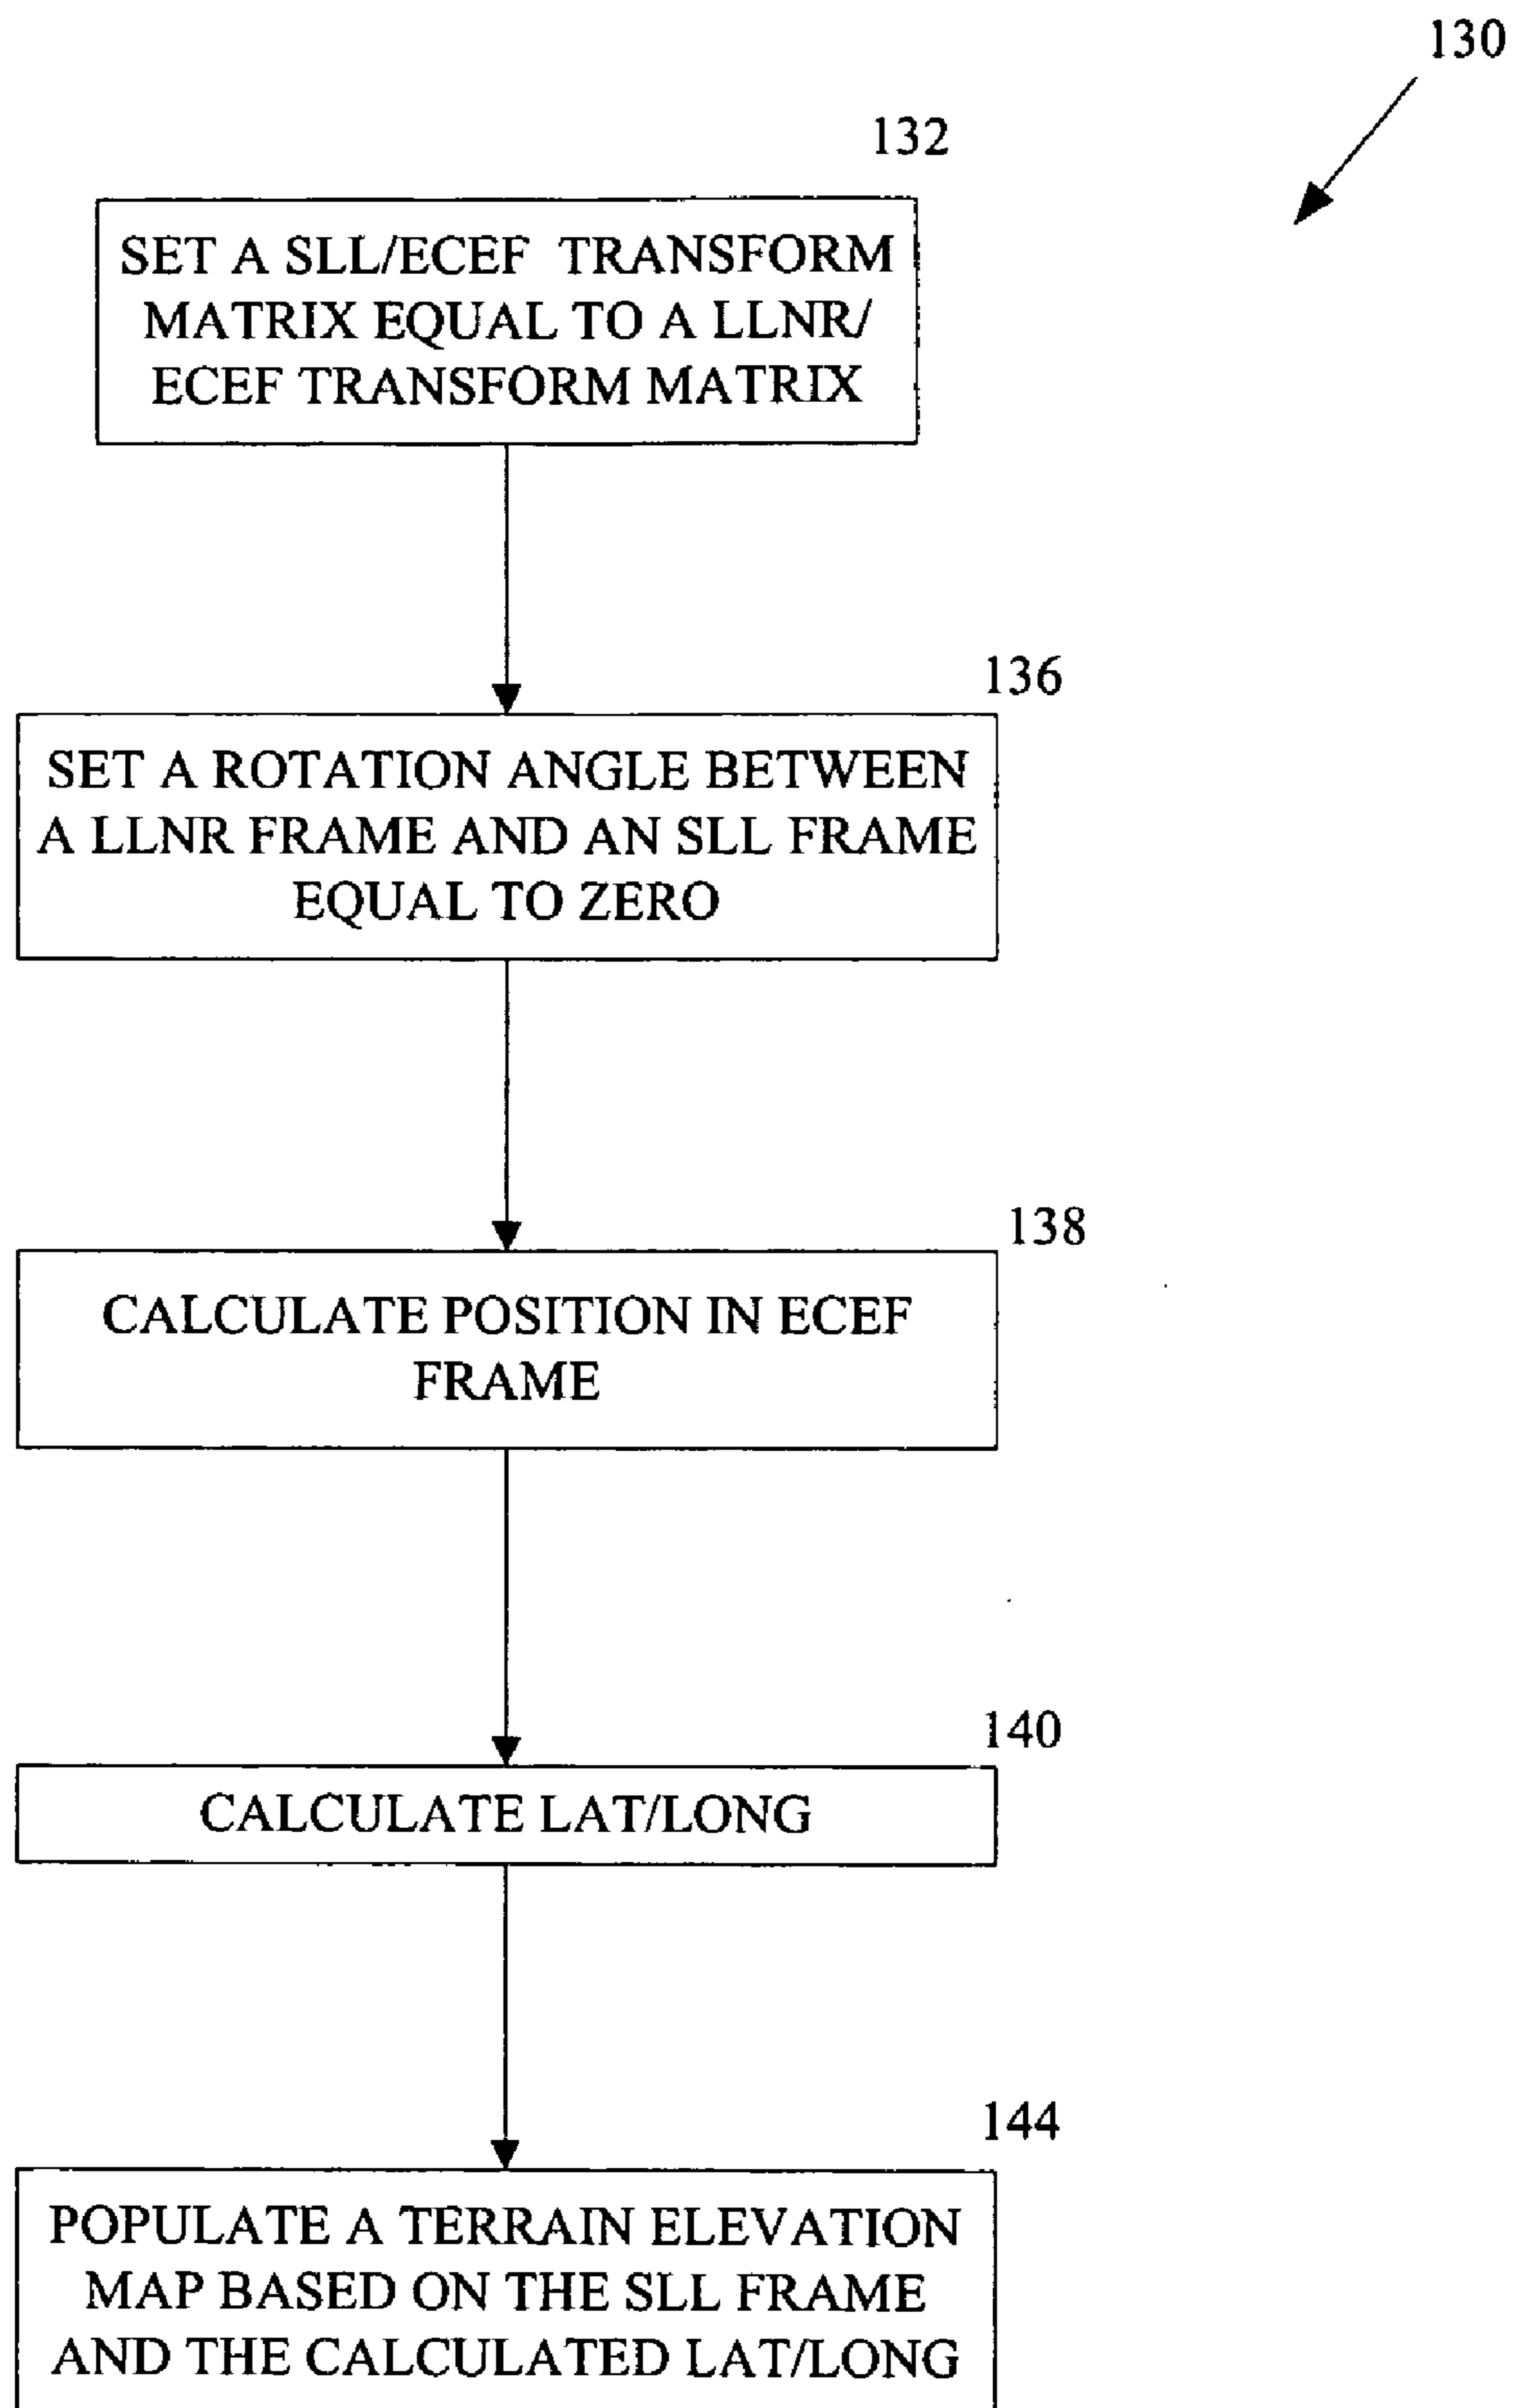 130
132
SET A SLL/ECEF TRANSFORM
MATRIX EQUAL TO A LLNR/
ECEF TRANSFORM MATRIX
136
SET A ROTATION ANGLE BETWEEN
A LLNR FRAME AND AN SLL FRAME
EQUAL TO ZERO
138
CALCULATE POSITION IN ECEF
FRAME
140
CALCULATE LAT/LONG
144
POPULATE A TERRAIN ELEVATION
MAP BASED ON THE SLL FRAME
AND THE CALCULATED LAT/LONG